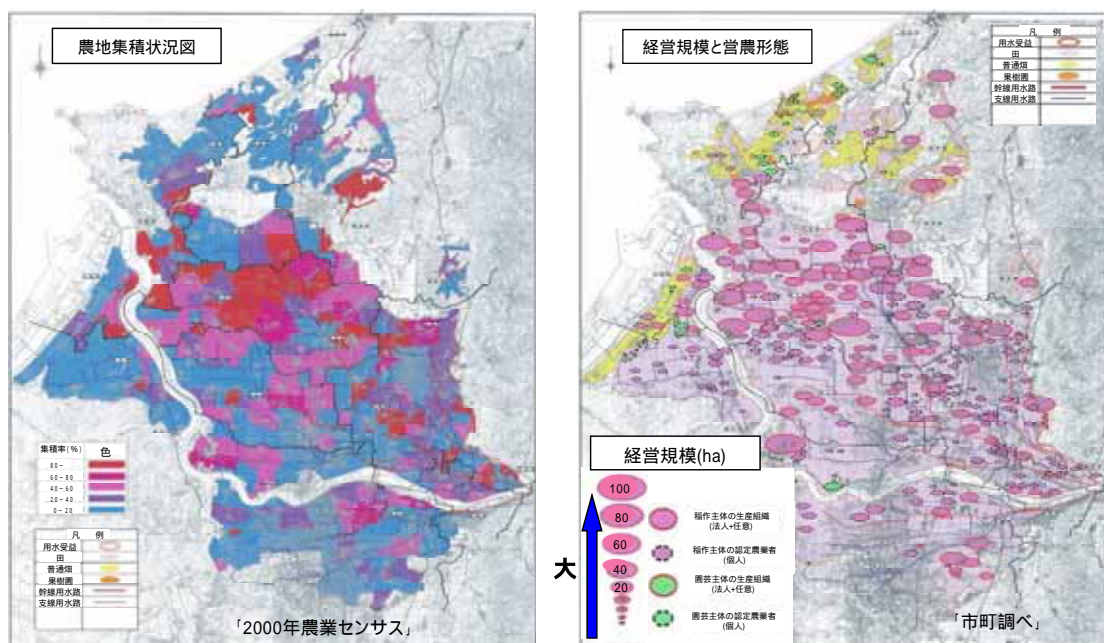 農地集積状況図
集積率(%) 色
80-
60-80
40-60
20-40
0-20
凡 例
用水受益
田
普通畑
果樹園
幹線用水路
支線用水路
「2000年農業センサス」
経営規模と営農形態
凡 例
用水受益
田
普通畑
果樹園
幹線用水路
支線用水路
経営規模(ha)
100
80
60
40
20
大
稲作主体の生産組織
(法人+任意)
稲作主体の認定農業者
(個人)
園芸主体の生産組織
(法人+任意)
園芸主体の認定農業者
(個人)
「市町調べ」